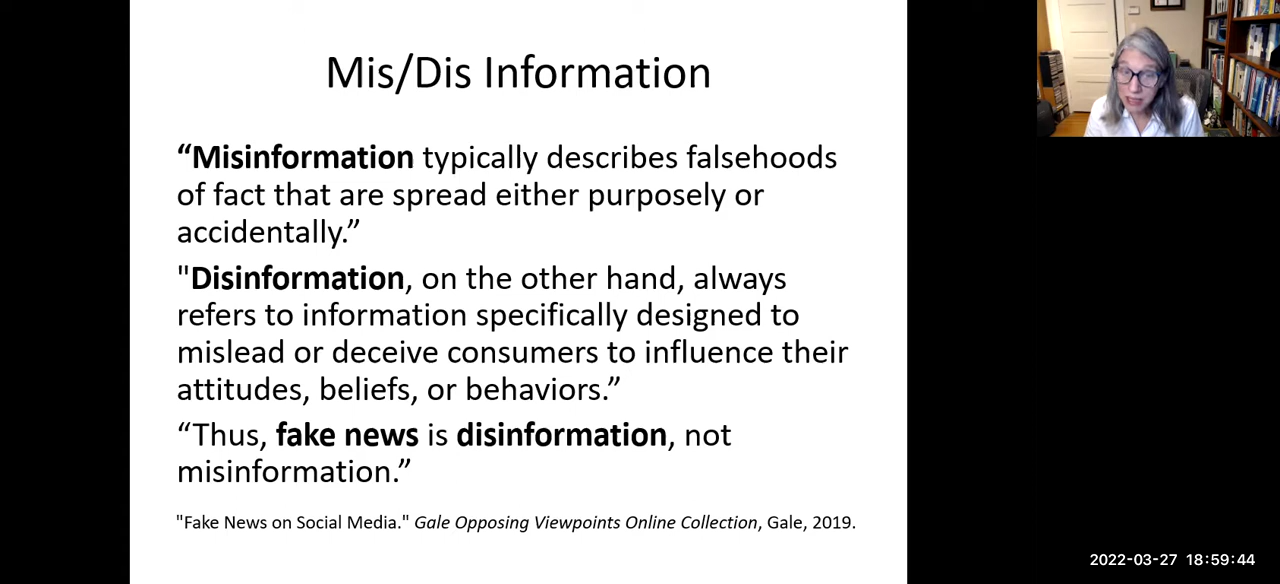 Mis/Dis Information
“Misinformation typically describes falsehoods
of fact that are spread either purposely or
accidentally.”
"Disinformation, on the other hand, always
refers to information specifically designed to
mislead or deceive consumers to influence their
attitudes, beliefs, or behaviors.”
“Thus, fake news is disinformation, not
misinformation.”
"Fake News on Social Media." Gale Opposing Viewpoints Online Collection, Gale, 2019.
2022-03-27 18:59:44